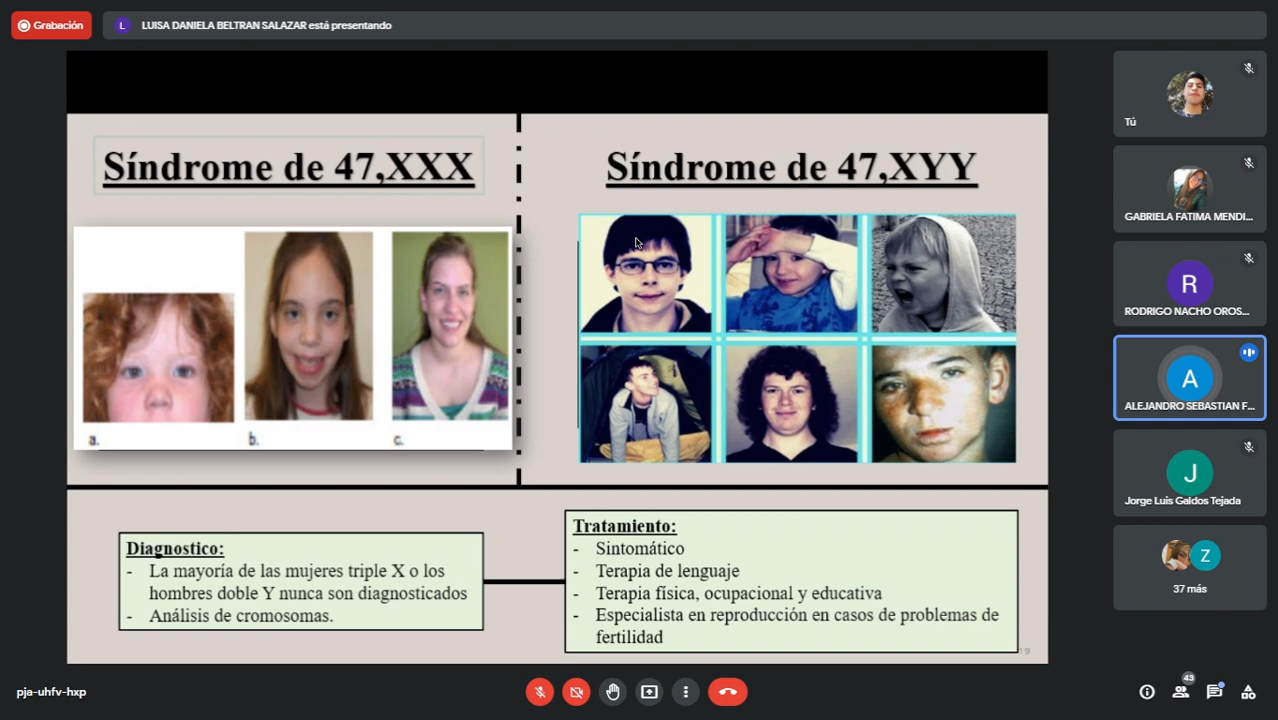 Grabación
L
LUISA DANIELA BELTRAN SALAZAR está presentando
Síndrome de 47,XXX
Síndrome de 47,XYY
a.
b.
c.
Diagnostico:
- La mayoría de las mujeres triple X o los
hombres doble Y nunca son diagnosticados
- Análisis de cromosomas.
Tratamiento:
- Sintomático
- Terapia de lenguaje
- Terapia física, ocupacional y educativa
- Especialista en reproducción en casos de problemas de
fertilidad
19
Tú
GABRIELA FATIMA MENDI...
R
RODRIGO NACHO OROS...
A
ALEJANDRO SEBASTIAN F...
J
Jorge Luis Galdos Tejada
Z
37 más
pja-uhfv-hxp
43